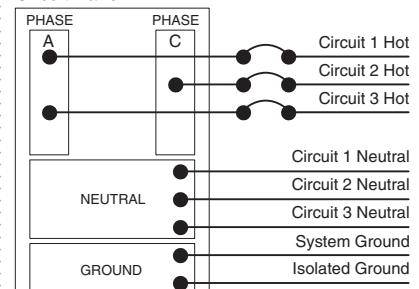 PHASE PHASE
A C
Circuit 1 Hot
Circuit 2 Hot
Circuit 3 Hot
Circuit 1 Neutral
NEUTRAL
Circuit 2 Neutral
Circuit 3 Neutral
System Ground
GROUND
Isolated Ground